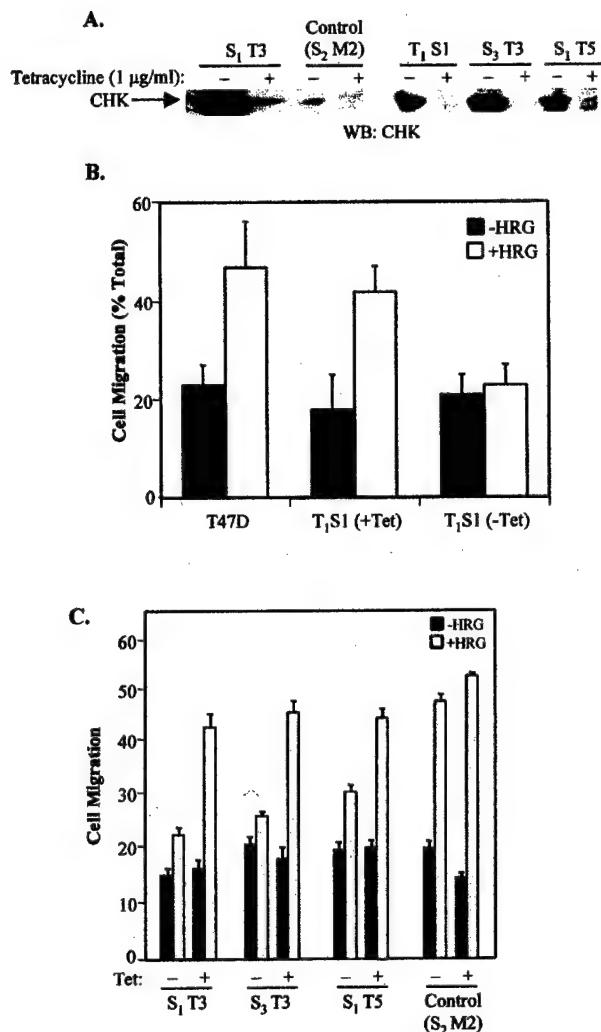 A.
S1 T3 Control (S2 M2) T1 S1 S3 T3 S1 T5
Tetracycline (1 μg/ml): – + – + – + – + – +
CHK
WB: CHK
B.
Cell Migration (% Total)
60
40
20
0
-HRG
+HRG
T47D T1S1 (+Tet) T1S1 (-Tet)
C.
Cell Migration
60
50
40
30
20
10
0
-HRG
+HRG
Tet: – + – + – + – +
S1 T3 S3 T3 S1 T5 Control
(S2 M2)